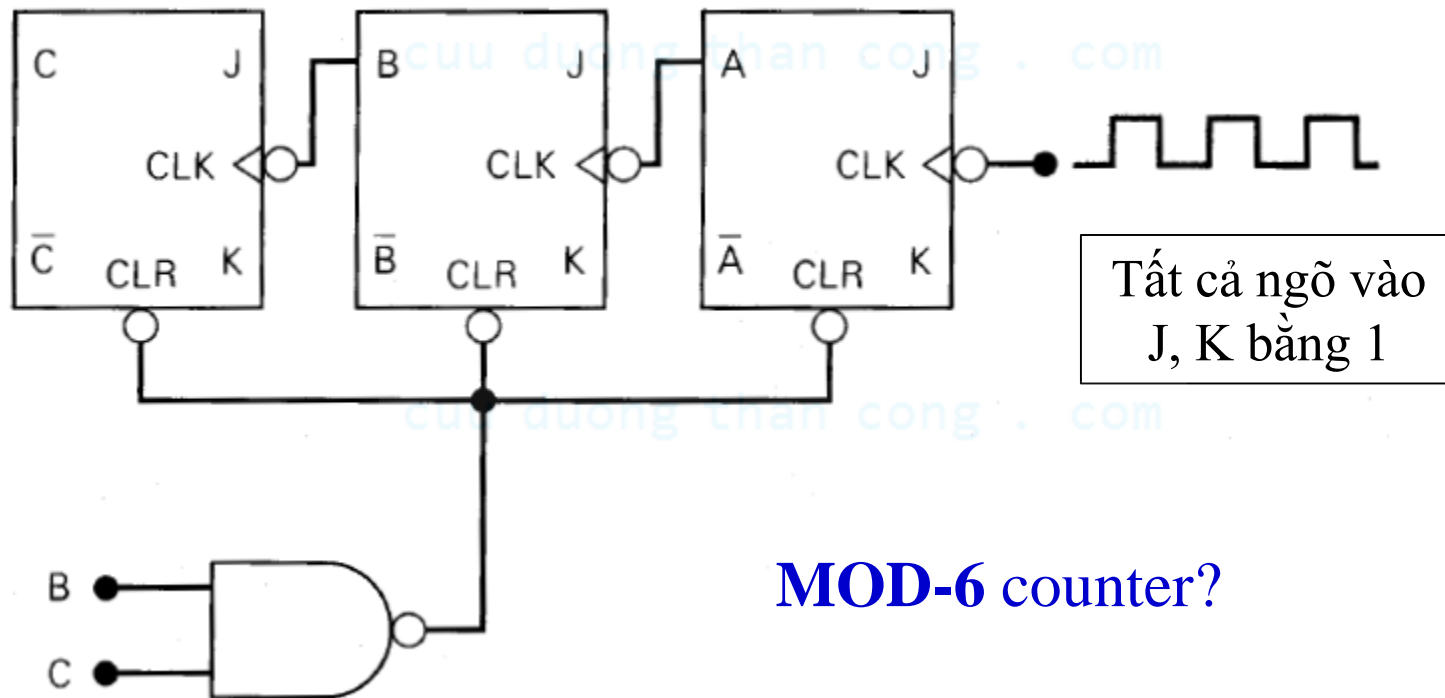 cuu duong than cong . com
C J B J A J
CLK CLK CLK
C̅ CLR K B̅ CLR K A̅ CLR K
Tất cả ngõ vào
J, K bằng 1
cuu duong than cong . com
MOD-6 counter?
B
C